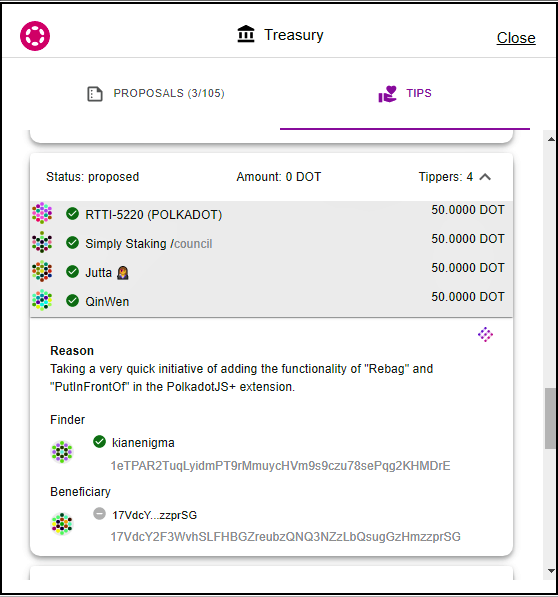 Treasury
Close
PROPOSALS (3/105)
TIPS
Status: proposed Amount: 0 DOT Tippers: 4
RTTI-5220 (POLKADOT) 50.0000 DOT
Simply Staking /council 50.0000 DOT
Jutta 👩‍🎤 50.0000 DOT
QinWen 50.0000 DOT
Reason
Taking a very quick initiative of adding the functionality of "Rebag" and
"PutInFrontOf" in the PolkadotJS+ extension.
Finder
kianenigma
1eTPAR2TuqLyidmPT9rMmuycHVm9s9czu78sePqg2KHMDrE
Beneficiary
17VdcY...zzprSG
17VdcY2F3WvhSLFHBGZreubzQNQ3NZzLbQsugGzHmzzprSG